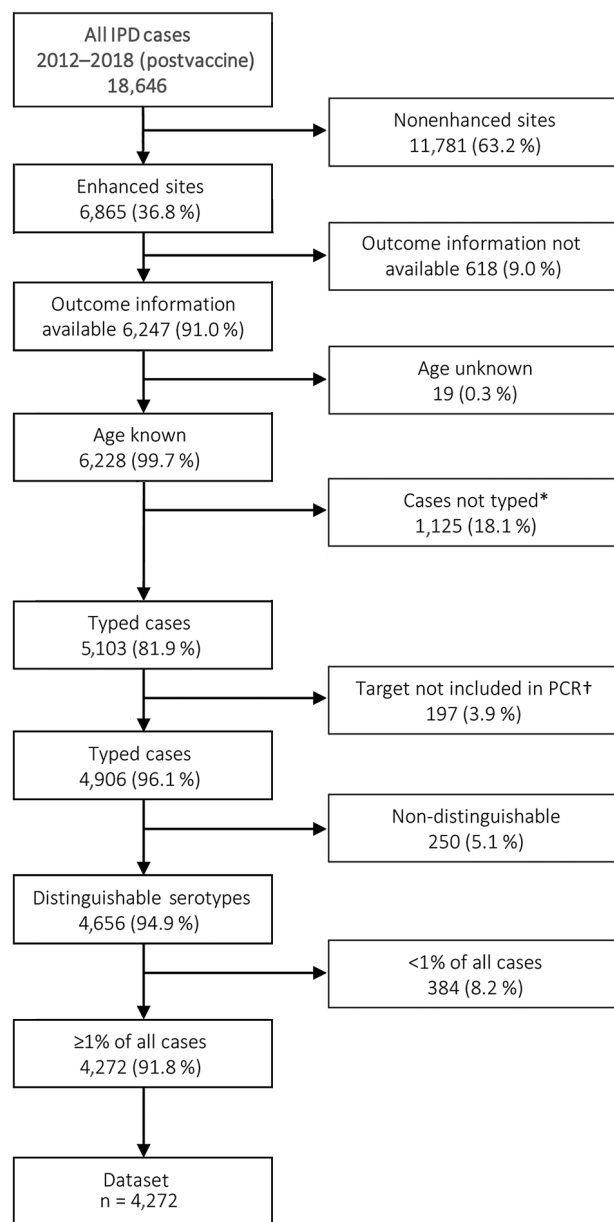 All IPD cases
2012–2018 (postvaccine)
18,646
Nonenhanced sites
11,781 (63.2 %)
Enhanced sites
6,865 (36.8 %)
Outcome information not
available 618 (9.0 %)
Outcome information
available 6,247 (91.0 %)
Age unknown
19 (0.3 %)
Age known
6,228 (99.7 %)
Cases not typed*
1,125 (18.1 %)
Typed cases
5,103 (81.9 %)
Target not included in PCR†
197 (3.9 %)
Typed cases
4,906 (96.1 %)
Non-distinguishable
250 (5.1 %)
Distinguishable serotypes
4,656 (94.9 %)
<1% of all cases
384 (8.2 %)
≥1% of all cases
4,272 (91.8 %)
Dataset
n = 4,272